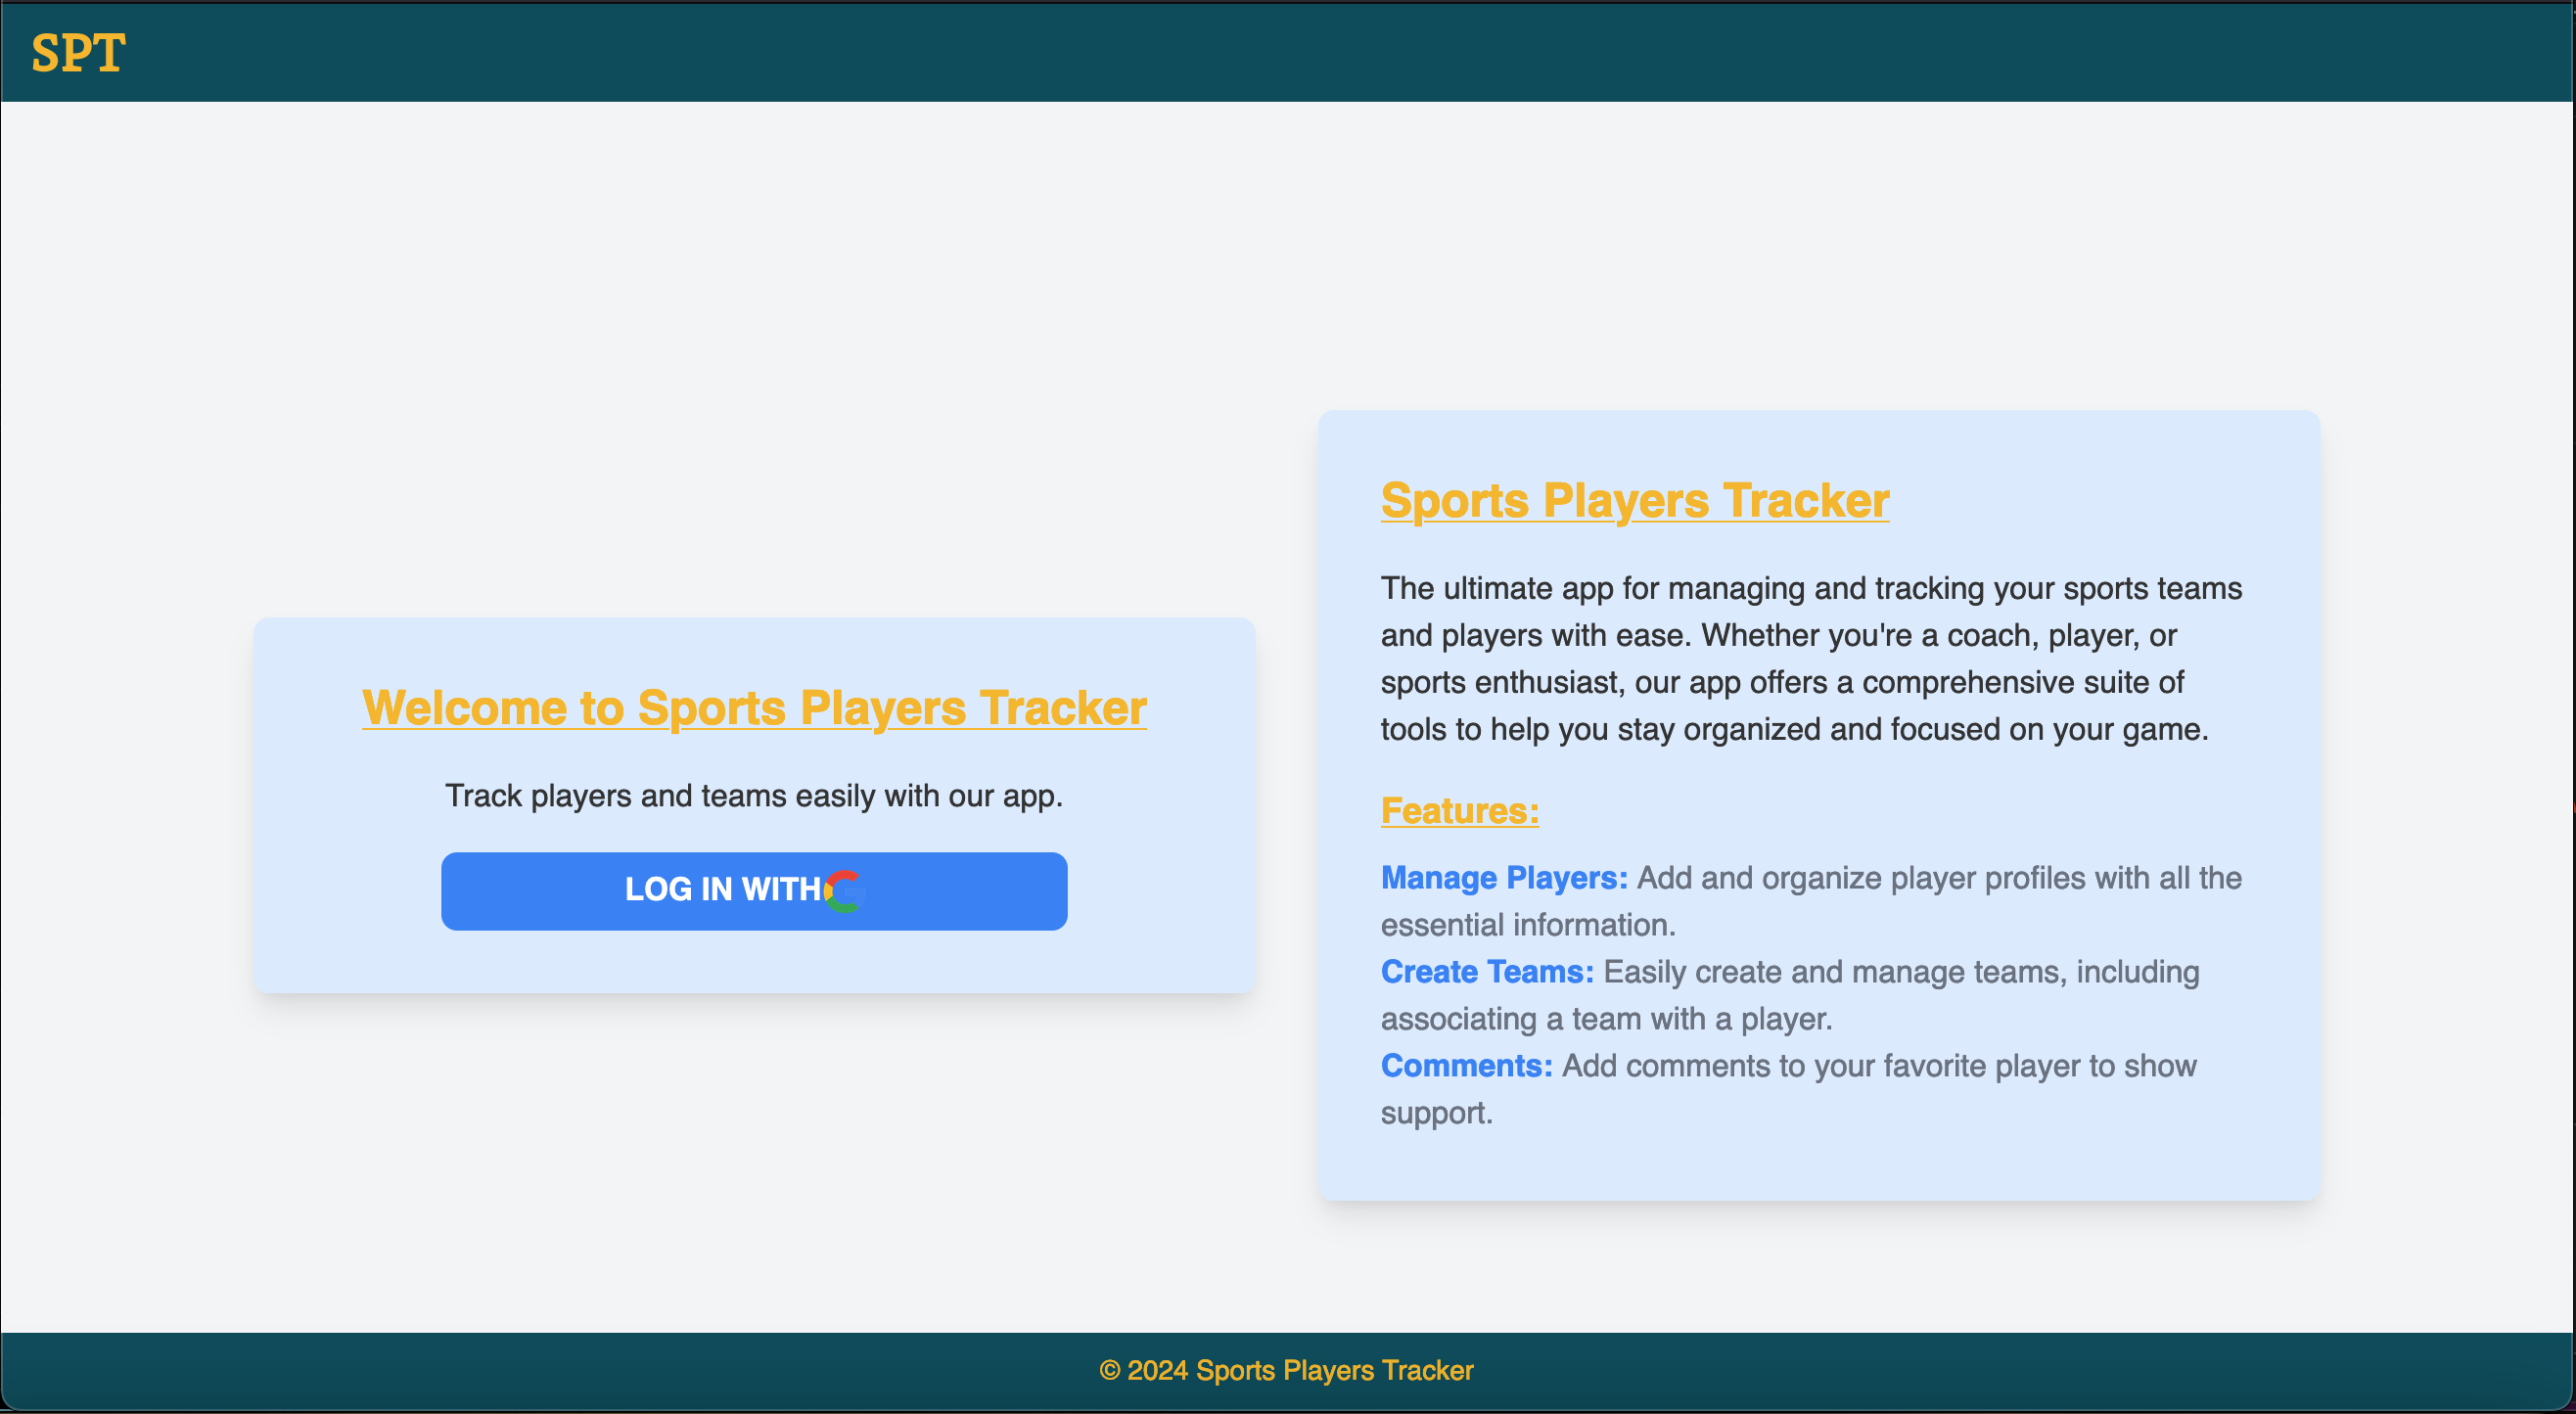 SPT
Welcome to Sports Players Tracker
Track players and teams easily with our app.
LOG IN WITH
Sports Players Tracker
The ultimate app for managing and tracking your sports teams
and players with ease. Whether you're a coach, player, or
sports enthusiast, our app offers a comprehensive suite of
tools to help you stay organized and focused on your game.
Features:
Manage Players: Add and organize player profiles with all the
essential information.
Create Teams: Easily create and manage teams, including
associating a team with a player.
Comments: Add comments to your favorite player to show
support.
© 2024 Sports Players Tracker